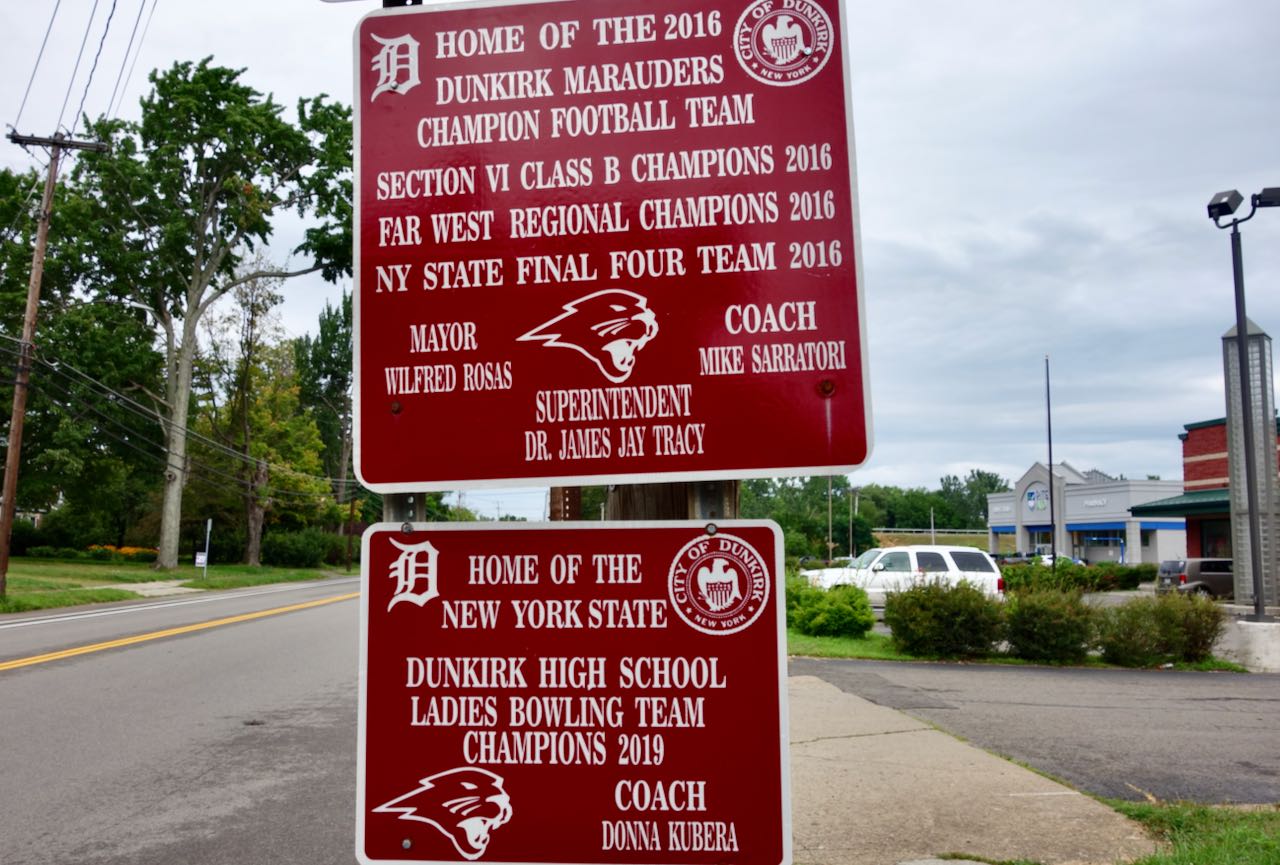 D
HOME OF THE 2016
CITY OF DUNKIRK
NEW YORK
DUNKIRK MARAUDERS
CHAMPION FOOTBALL TEAM
SECTION VI CLASS B CHAMPIONS 2016
FAR WEST REGIONAL CHAMPIONS 2016
NY STATE FINAL FOUR TEAM 2016
MAYOR
WILFRED ROSAS
COACH
MIKE SARRATORI
SUPERINTENDENT
DR. JAMES JAY TRACY
D
HOME OF THE
NEW YORK STATE
CITY OF DUNKIRK
NEW YORK
DUNKIRK HIGH SCHOOL
LADIES BOWLING TEAM
CHAMPIONS 2019
COACH
DONNA KUBERA